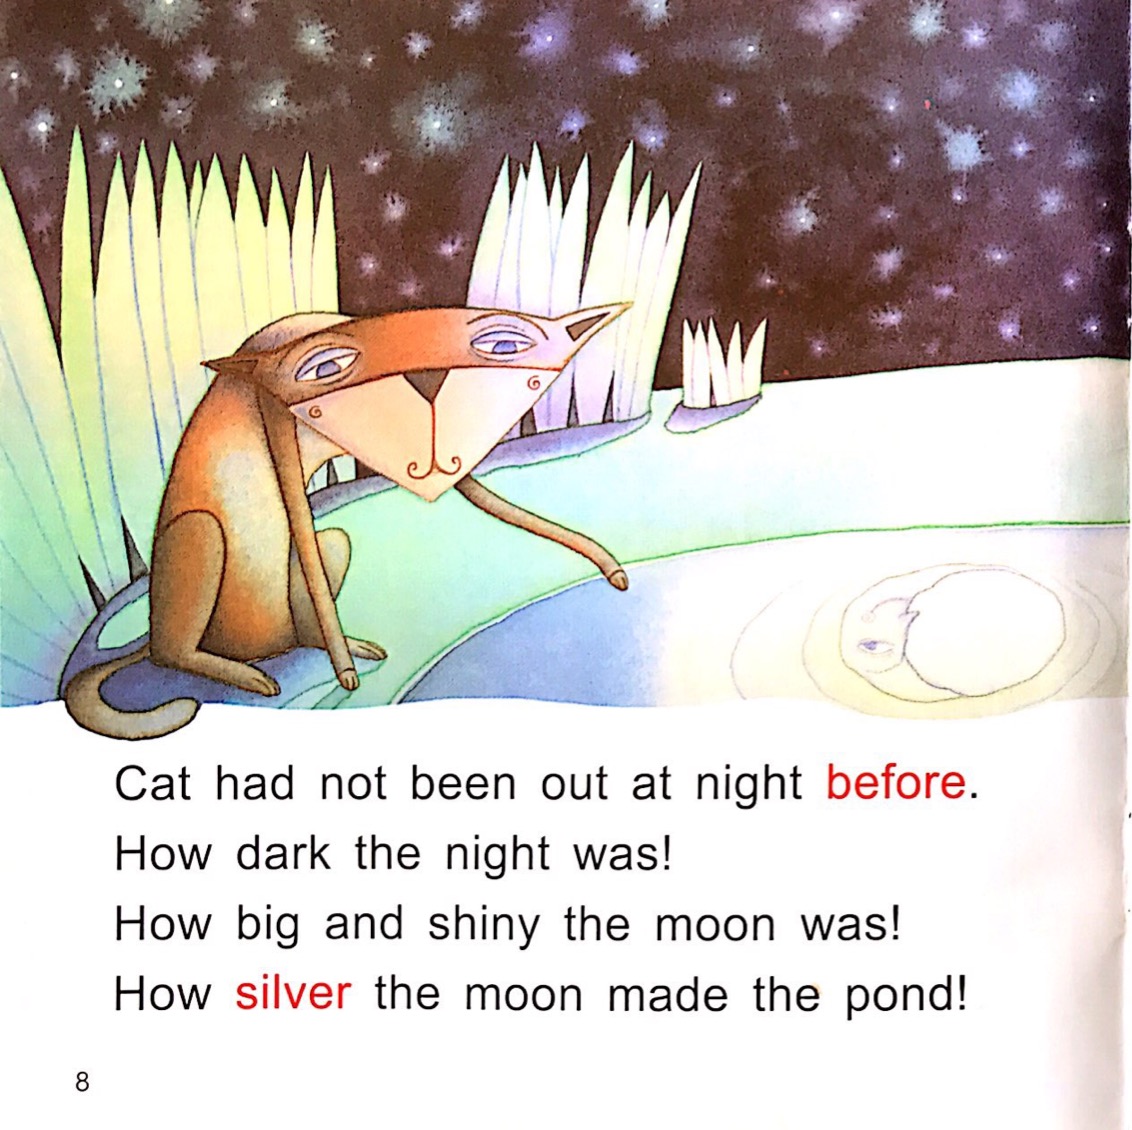 Cat had not been out at night before.
How dark the night was!
How big and shiny the moon was!
How silver the moon made the pond!
8